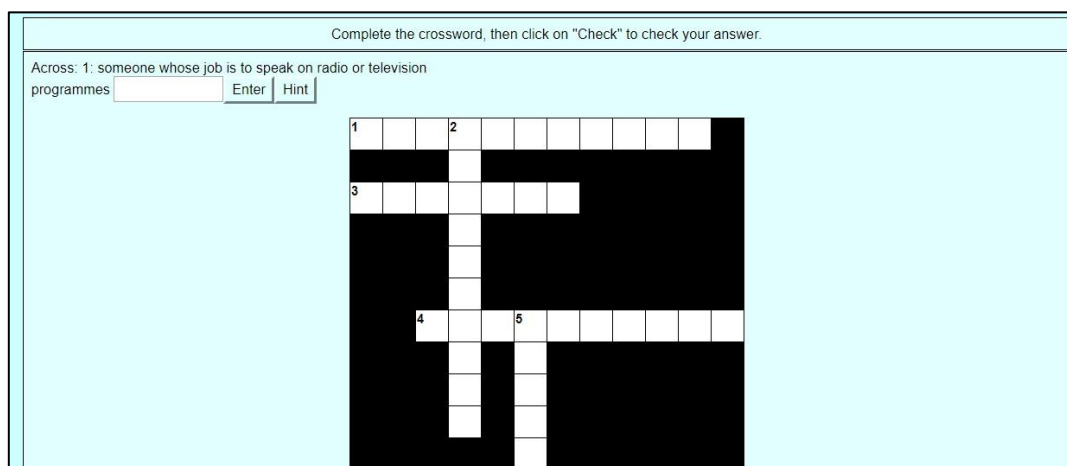 Complete the crossword, then click on "Check" to check your answer.
Across: 1: someone whose job is to speak on radio or television
programmes Enter Hint
1 2
3
4 5